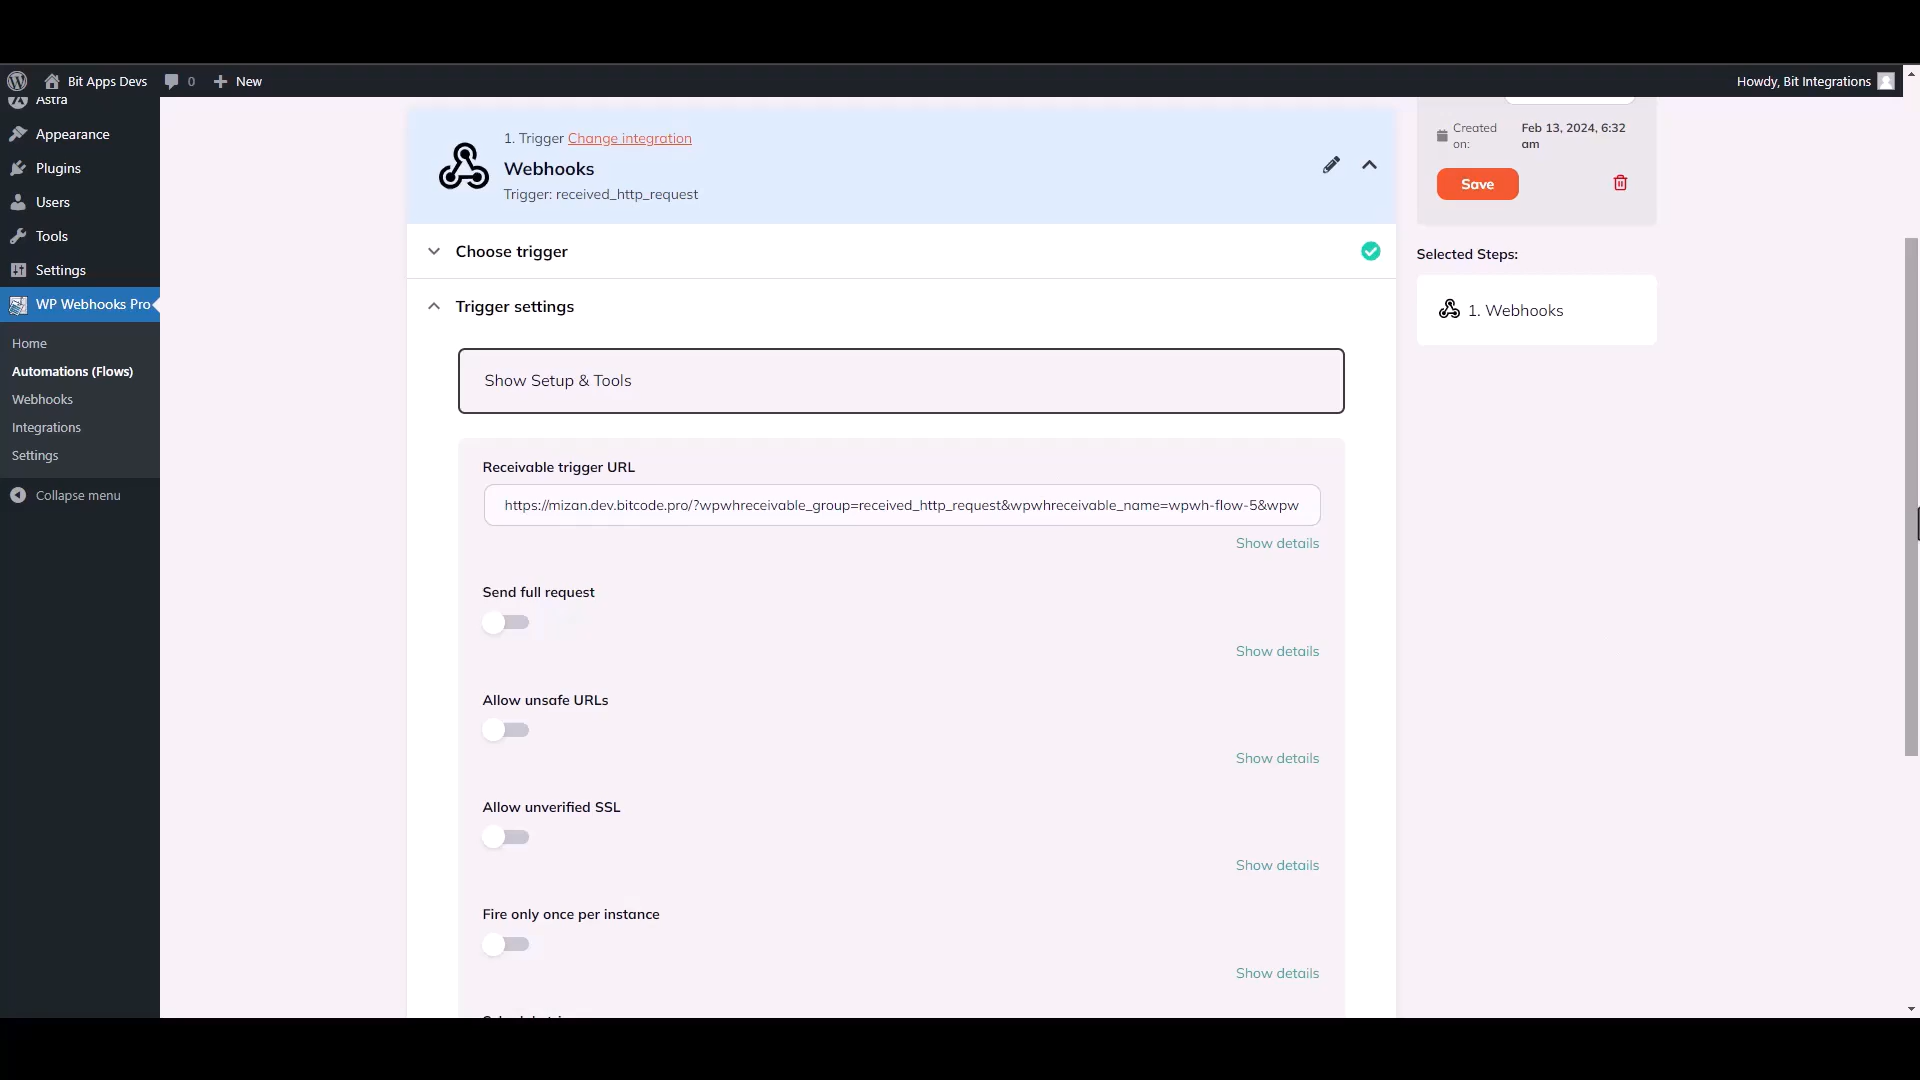 Bit Apps Devs
0
New
Howdy, Bit Integrations
Astra
Appearance
Plugins
Users
Tools
Settings
WP Webhooks Pro
Home
Automations (Flows)
Webhooks
Integrations
Settings
Collapse menu
1. Trigger Change integration
Webhooks
Trigger: received_http_request
Choose trigger
Trigger settings
Show Setup & Tools
Receivable trigger URL
https://mizan.dev.bitcode.pro/?wpwhreceivable_group=received_http_request&wpwhreceivable_name=wpwh-flow-5&wpw
Show details
Send full request
Show details
Allow unsafe URLs
Show details
Allow unverified SSL
Show details
Fire only once per instance
Show details
Created on:
Feb 13, 2024, 6:32 am
Save
Selected Steps:
1. Webhooks